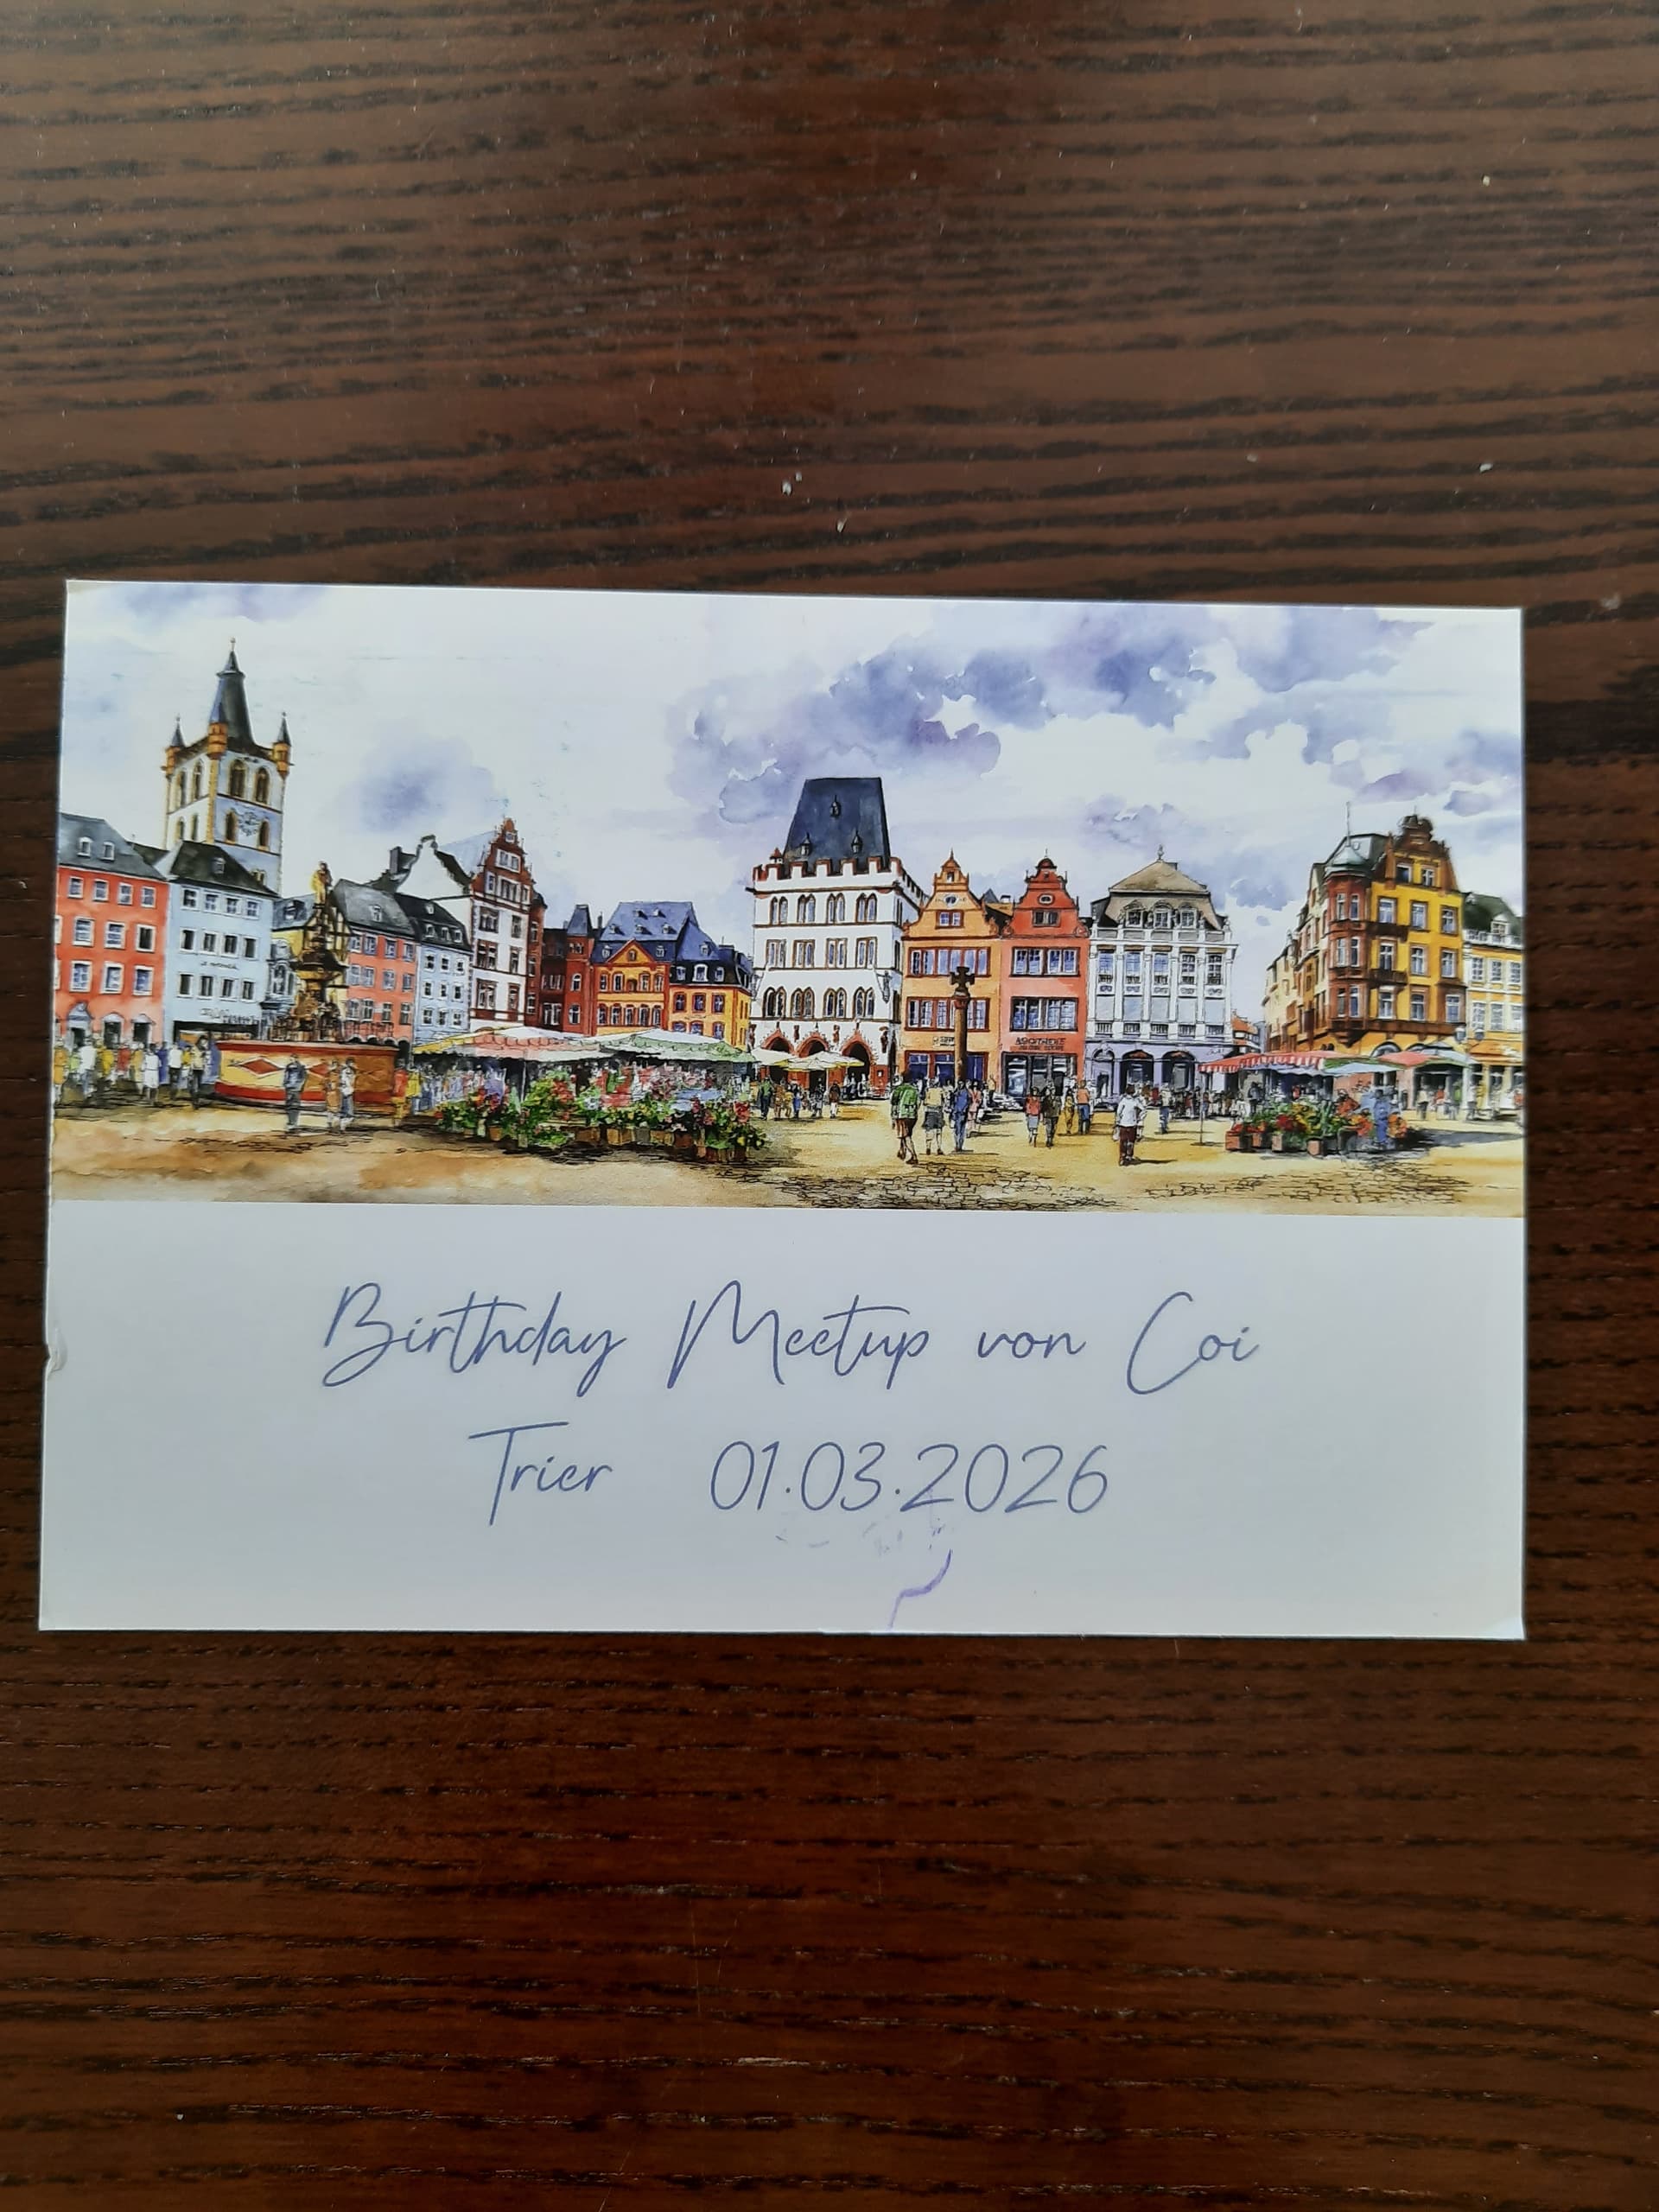 Birthday Meetup von Coi
Trier 01.03.2026